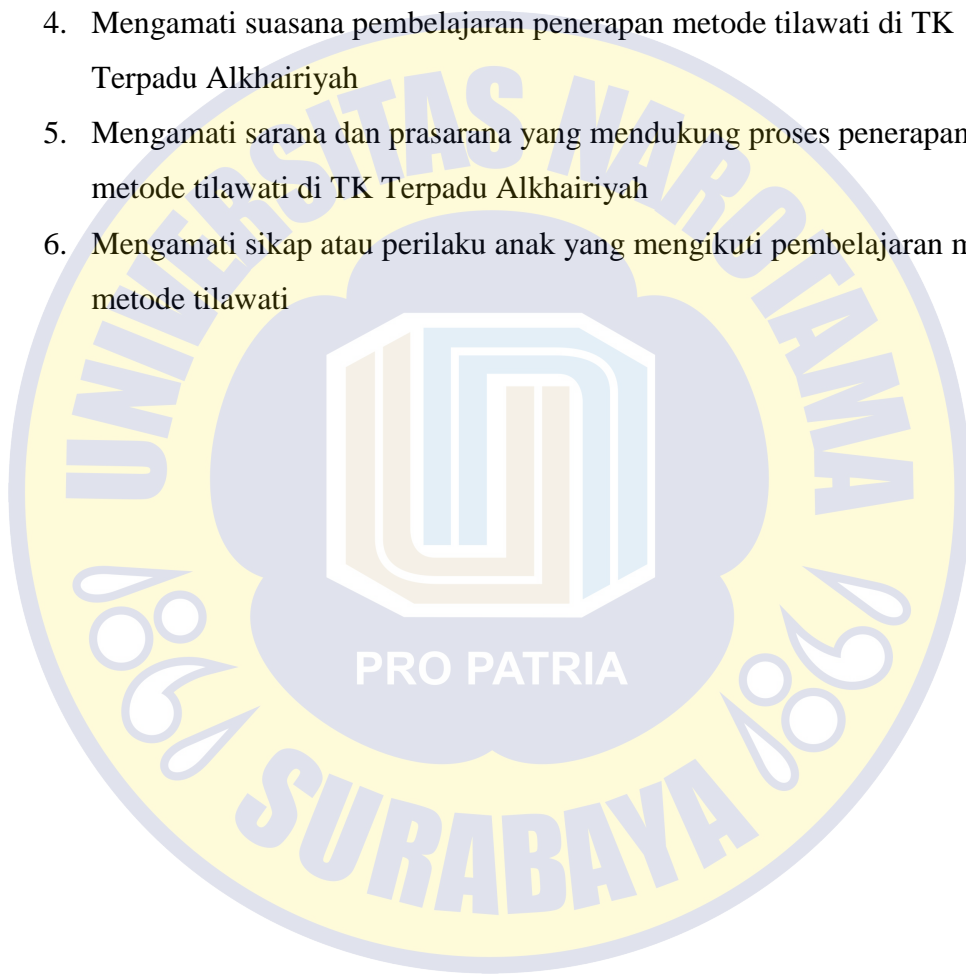 4. Mengamati suasana pembelajaran penerapan metode tilawati di TK
Terpadu Alkhairiyah
5. Mengamati sarana dan prasarana yang mendukung proses penerapan
metode tilawati di TK Terpadu Alkhairiyah
6. Mengamati sikap atau perilaku anak yang mengikuti pembelajaran
metode tilawati
UNIVERSITAS NAROTAMA
PRO PATRIA
SURABAYA